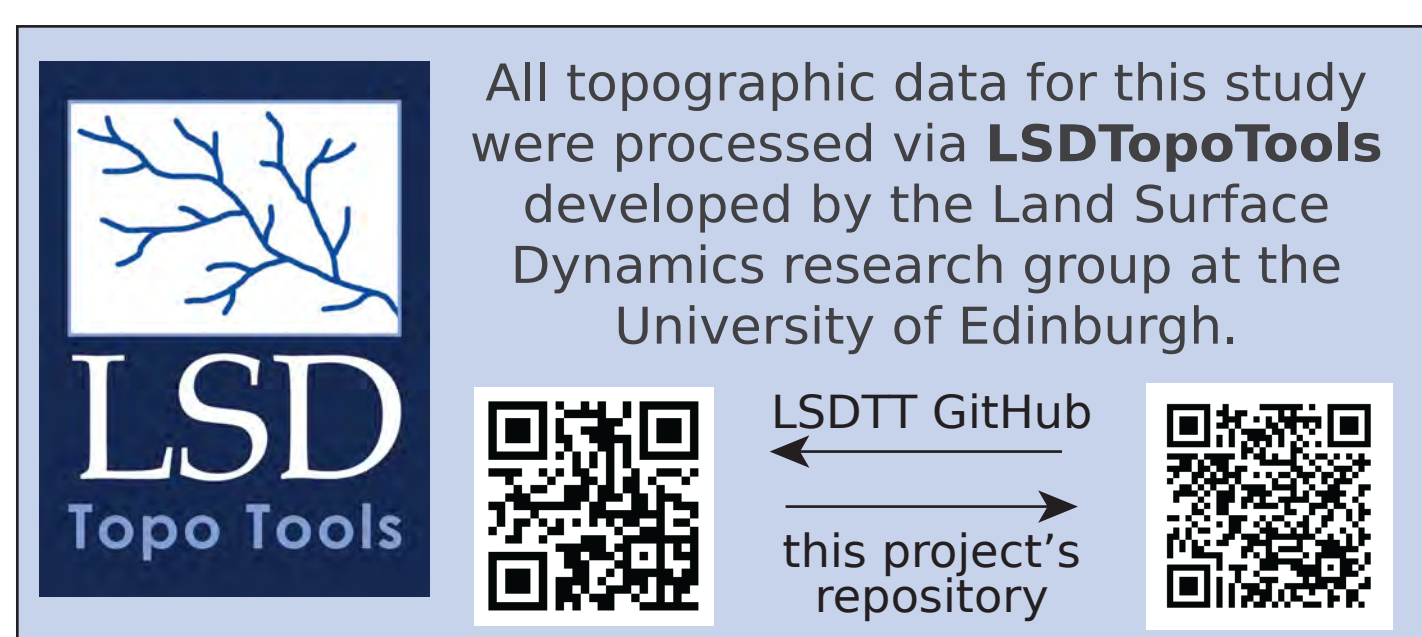 LSD
Topo Tools
All topographic data for this study
were processed via LSDTopoTools
developed by the Land Surface
Dynamics research group at the
University of Edinburgh.
LSDTT GitHub
this project's
repository